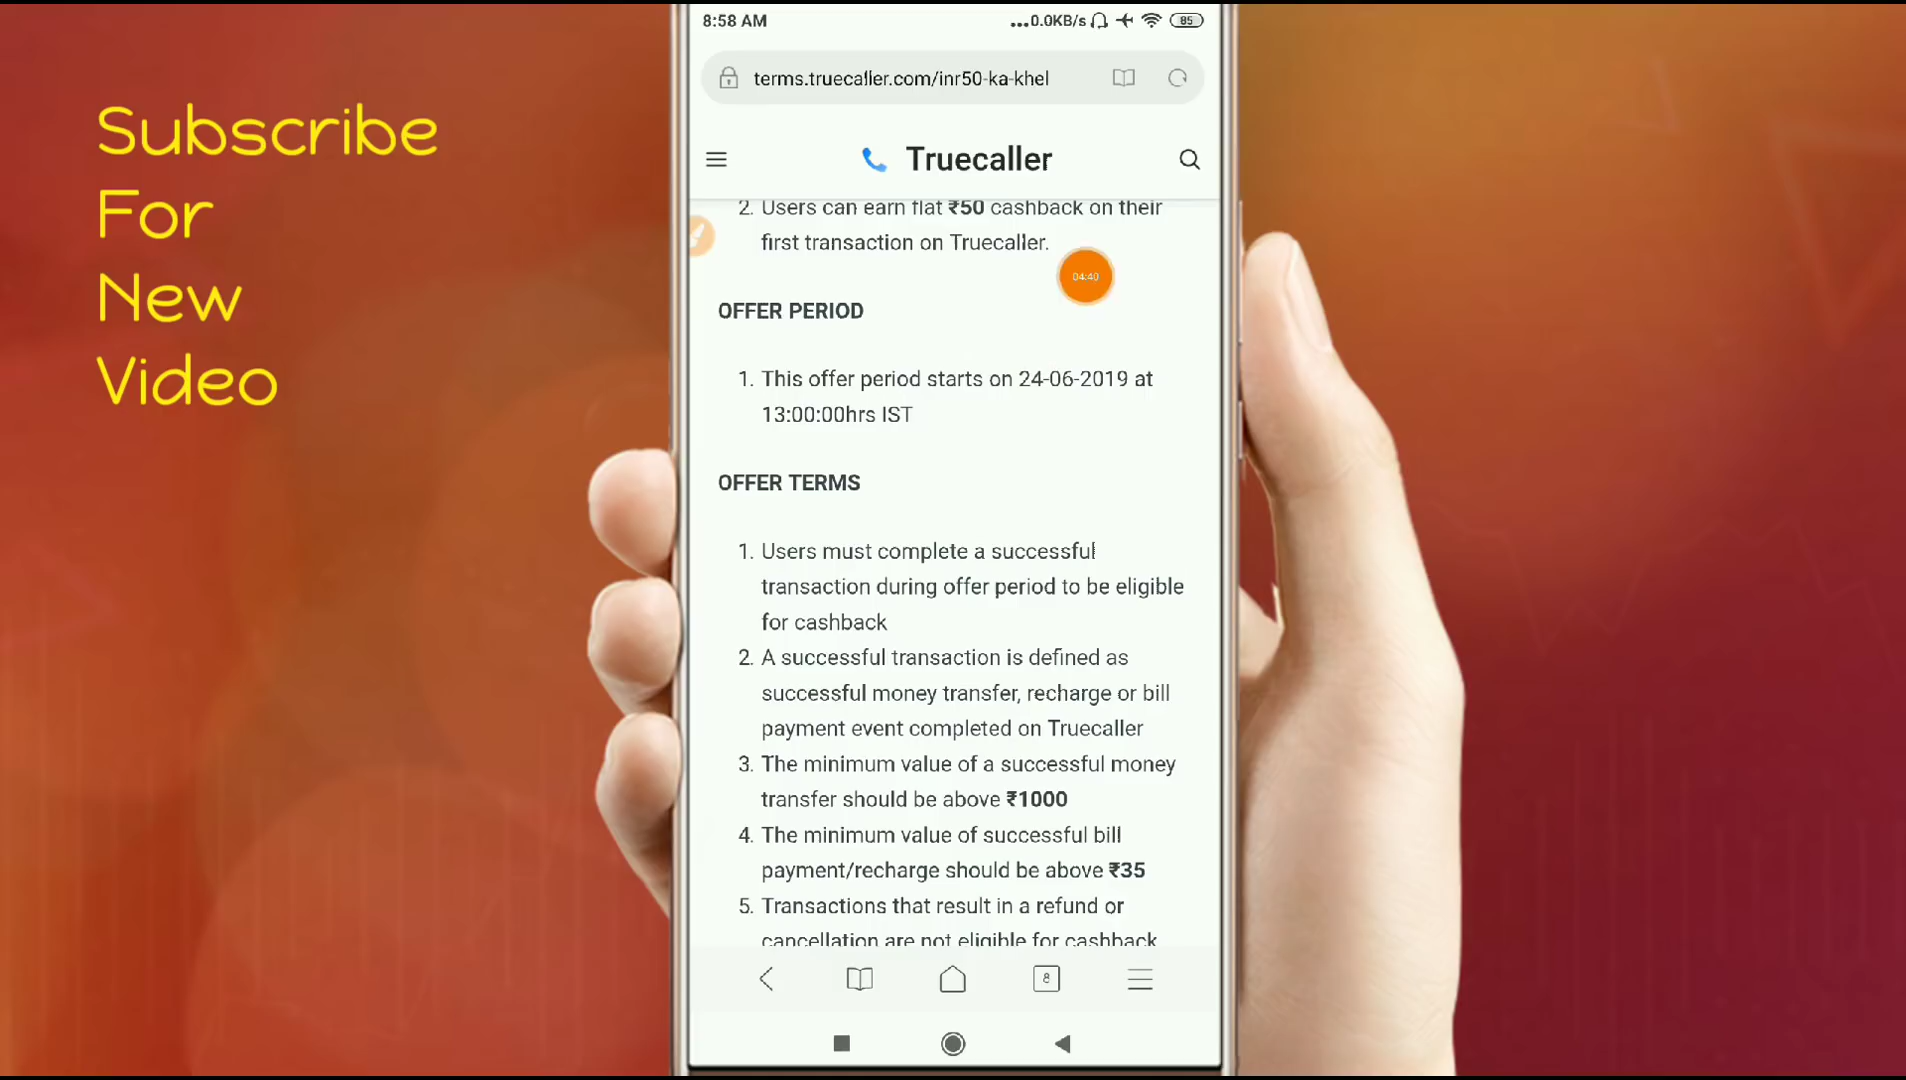 Subscribe
For
New
Video
8:58 AM
...0.0KB/s
85
terms.truecaller.com/inr50-ka-khel
Truecaller
2. Users can earn flat ₹50 cashback on their
first transaction on Truecaller.
04:40
OFFER PERIOD
1. This offer period starts on 24-06-2019 at
13:00:00hrs IST
OFFER TERMS
1. Users must complete a successful
transaction during offer period to be eligible
for cashback
2. A successful transaction is defined as
successful money transfer, recharge or bill
payment event completed on Truecaller
3. The minimum value of a successful money
transfer should be above ₹1000
4. The minimum value of successful bill
payment/recharge should be above ₹35
5. Transactions that result in a refund or
cancellation are not eligible for cashback
8